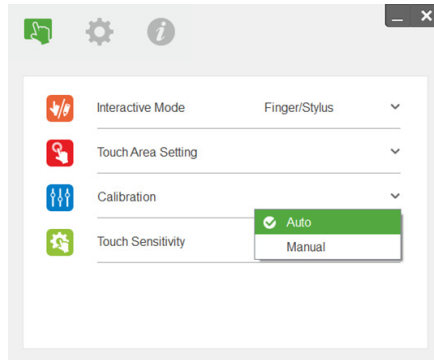 Interactive Mode Finger/Stylus
Touch Area Setting
Calibration
Auto
Touch Sensitivity
Manual